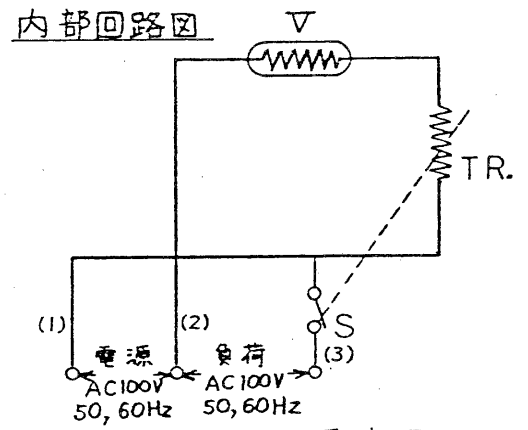 内部回路図
V
TR.
(1)
(2)
S
(3)
電源
AC100V
50,60Hz
負荷
AC100V
50,60Hz